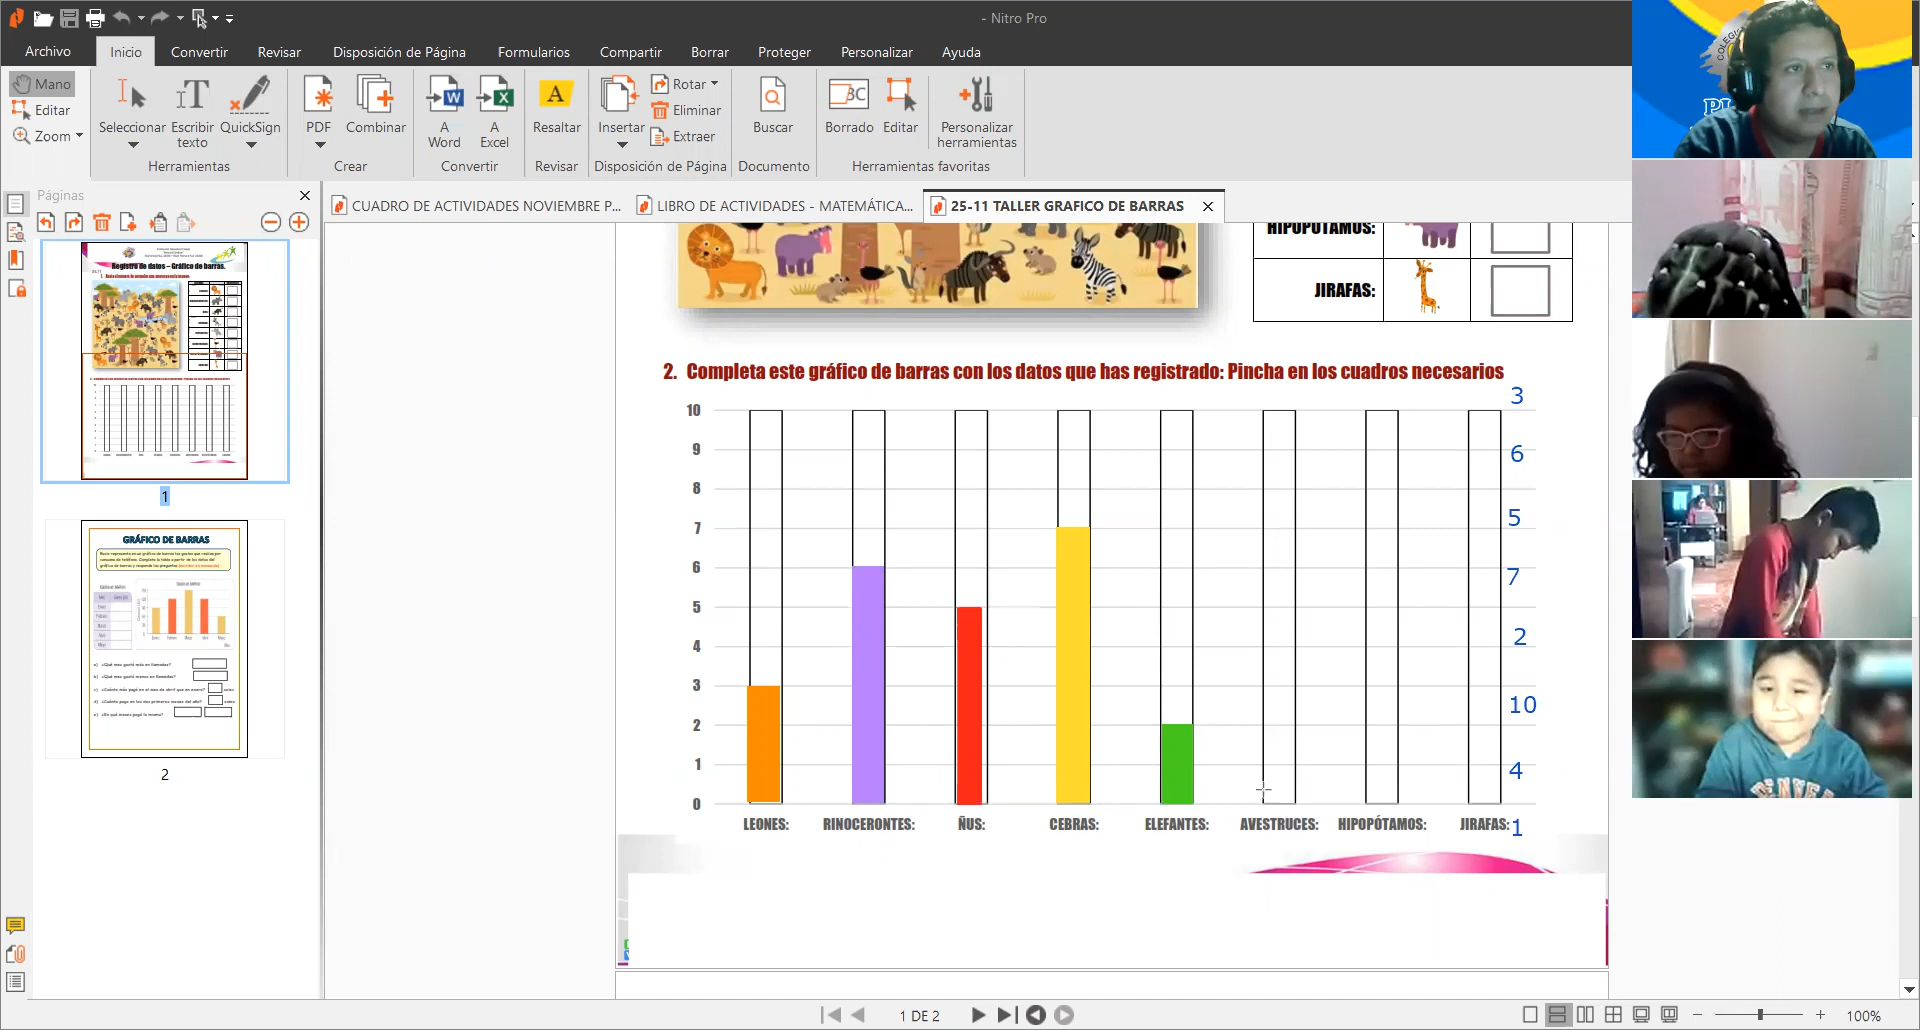 - Nitro Pro
Archivo
Inicio
Convertir
Revisar
Disposición de Página
Formularios
Compartir
Borrar
Proteger
Personalizar
Ayuda
Mano
Editar
Zoom
Seleccionar
Escribir texto
QuickSign
Herramientas
PDF
Combinar
Crear
A Word
A Excel
Convertir
Resaltar
Revisar
Insertar
Rotar
Eliminar
Extraer
Disposición de Página
Buscar
Documento
Borrado
Editar
Personalizar herramientas
Herramientas favoritas
Páginas
CUADRO DE ACTIVIDADES NOVIEMBRE P...
LIBRO DE ACTIVIDADES - MATEMÁTICA...
25-11 TALLER GRAFICO DE BARRAS
Registro de datos – Gráfico de barras.
1
GRÁFICO DE BARRAS
2
HIPOPÓTAMOS:
JIRAFAS:
2. Completa este gráfico de barras con los datos que has registrado: Pincha en los cuadros necesarios
10
9
8
7
6
5
4
3
2
1
0
3
6
5
7
2
10
4
1
LEONES:
RINOCERONTES:
ÑUS:
CEBRAS:
ELEFANTES:
AVESTRUCES:
HIPOPÓTAMOS:
JIRAFAS:
1 DE 2
100%